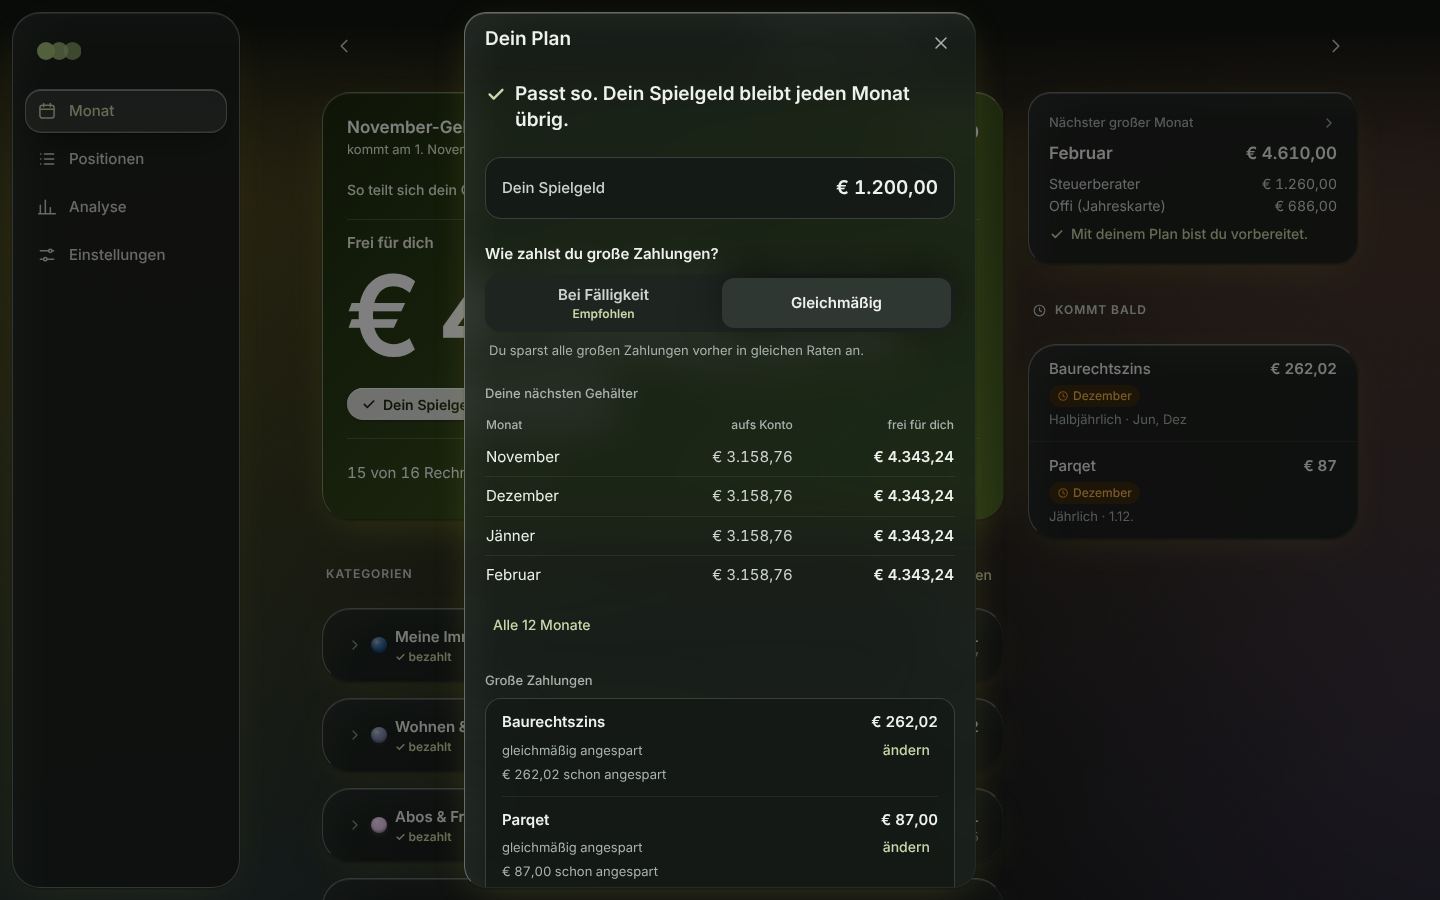 Monat
Positionen
Analyse
Einstellungen
November-Gel
kommt am 1. Novem
So teilt sich dein
Frei für dich
€ 4
Dein Spielge
15 von 16 Rechn
KATEGORIEN
Meine Imm
✓ bezahlt
Wohnen &
✓ bezahlt
Abos & Fr
✓ bezahlt
Dein Plan
Passt so. Dein Spielgeld bleibt jeden Monat
übrig.
Dein Spielgeld € 1.200,00
Wie zahlst du große Zahlungen?
Bei Fälligkeit
Empfohlen
Gleichmäßig
Du sparst alle großen Zahlungen vorher in gleichen Raten an.
Deine nächsten Gehälter
Monat aufs Konto frei für dich
November € 3.158,76 € 4.343,24
Dezember € 3.158,76 € 4.343,24
Jänner € 3.158,76 € 4.343,24
Februar € 3.158,76 € 4.343,24
Alle 12 Monate
Große Zahlungen
Baurechtszins € 262,02
gleichmäßig angespart ändern
€ 262,02 schon angespart
Parqet € 87,00
gleichmäßig angespart ändern
€ 87,00 schon angespart
en
Nächster großer Monat
Februar € 4.610,00
Steuerberater € 1.260,00
Offi (Jahreskarte) € 686,00
Mit deinem Plan bist du vorbereitet.
KOMMT BALD
Baurechtszins € 262,02
Dezember
Halbjährlich · Jun, Dez
Parqet € 87
Dezember
Jährlich · 1.12.